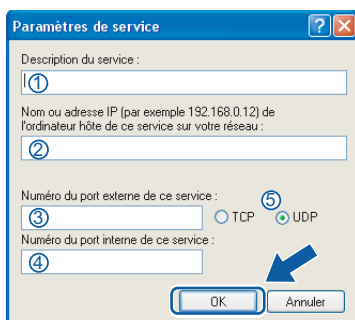 Paramètres de service
?
X
Description du service :
①
Nom ou adresse IP (par exemple 192.168.0.12) de
l'ordinateur hôte de ce service sur votre réseau :
②
Numéro du port externe de ce service :
⑤
③
TCP
UDP
Numéro du port interne de ce service :
④
OK
Annuler